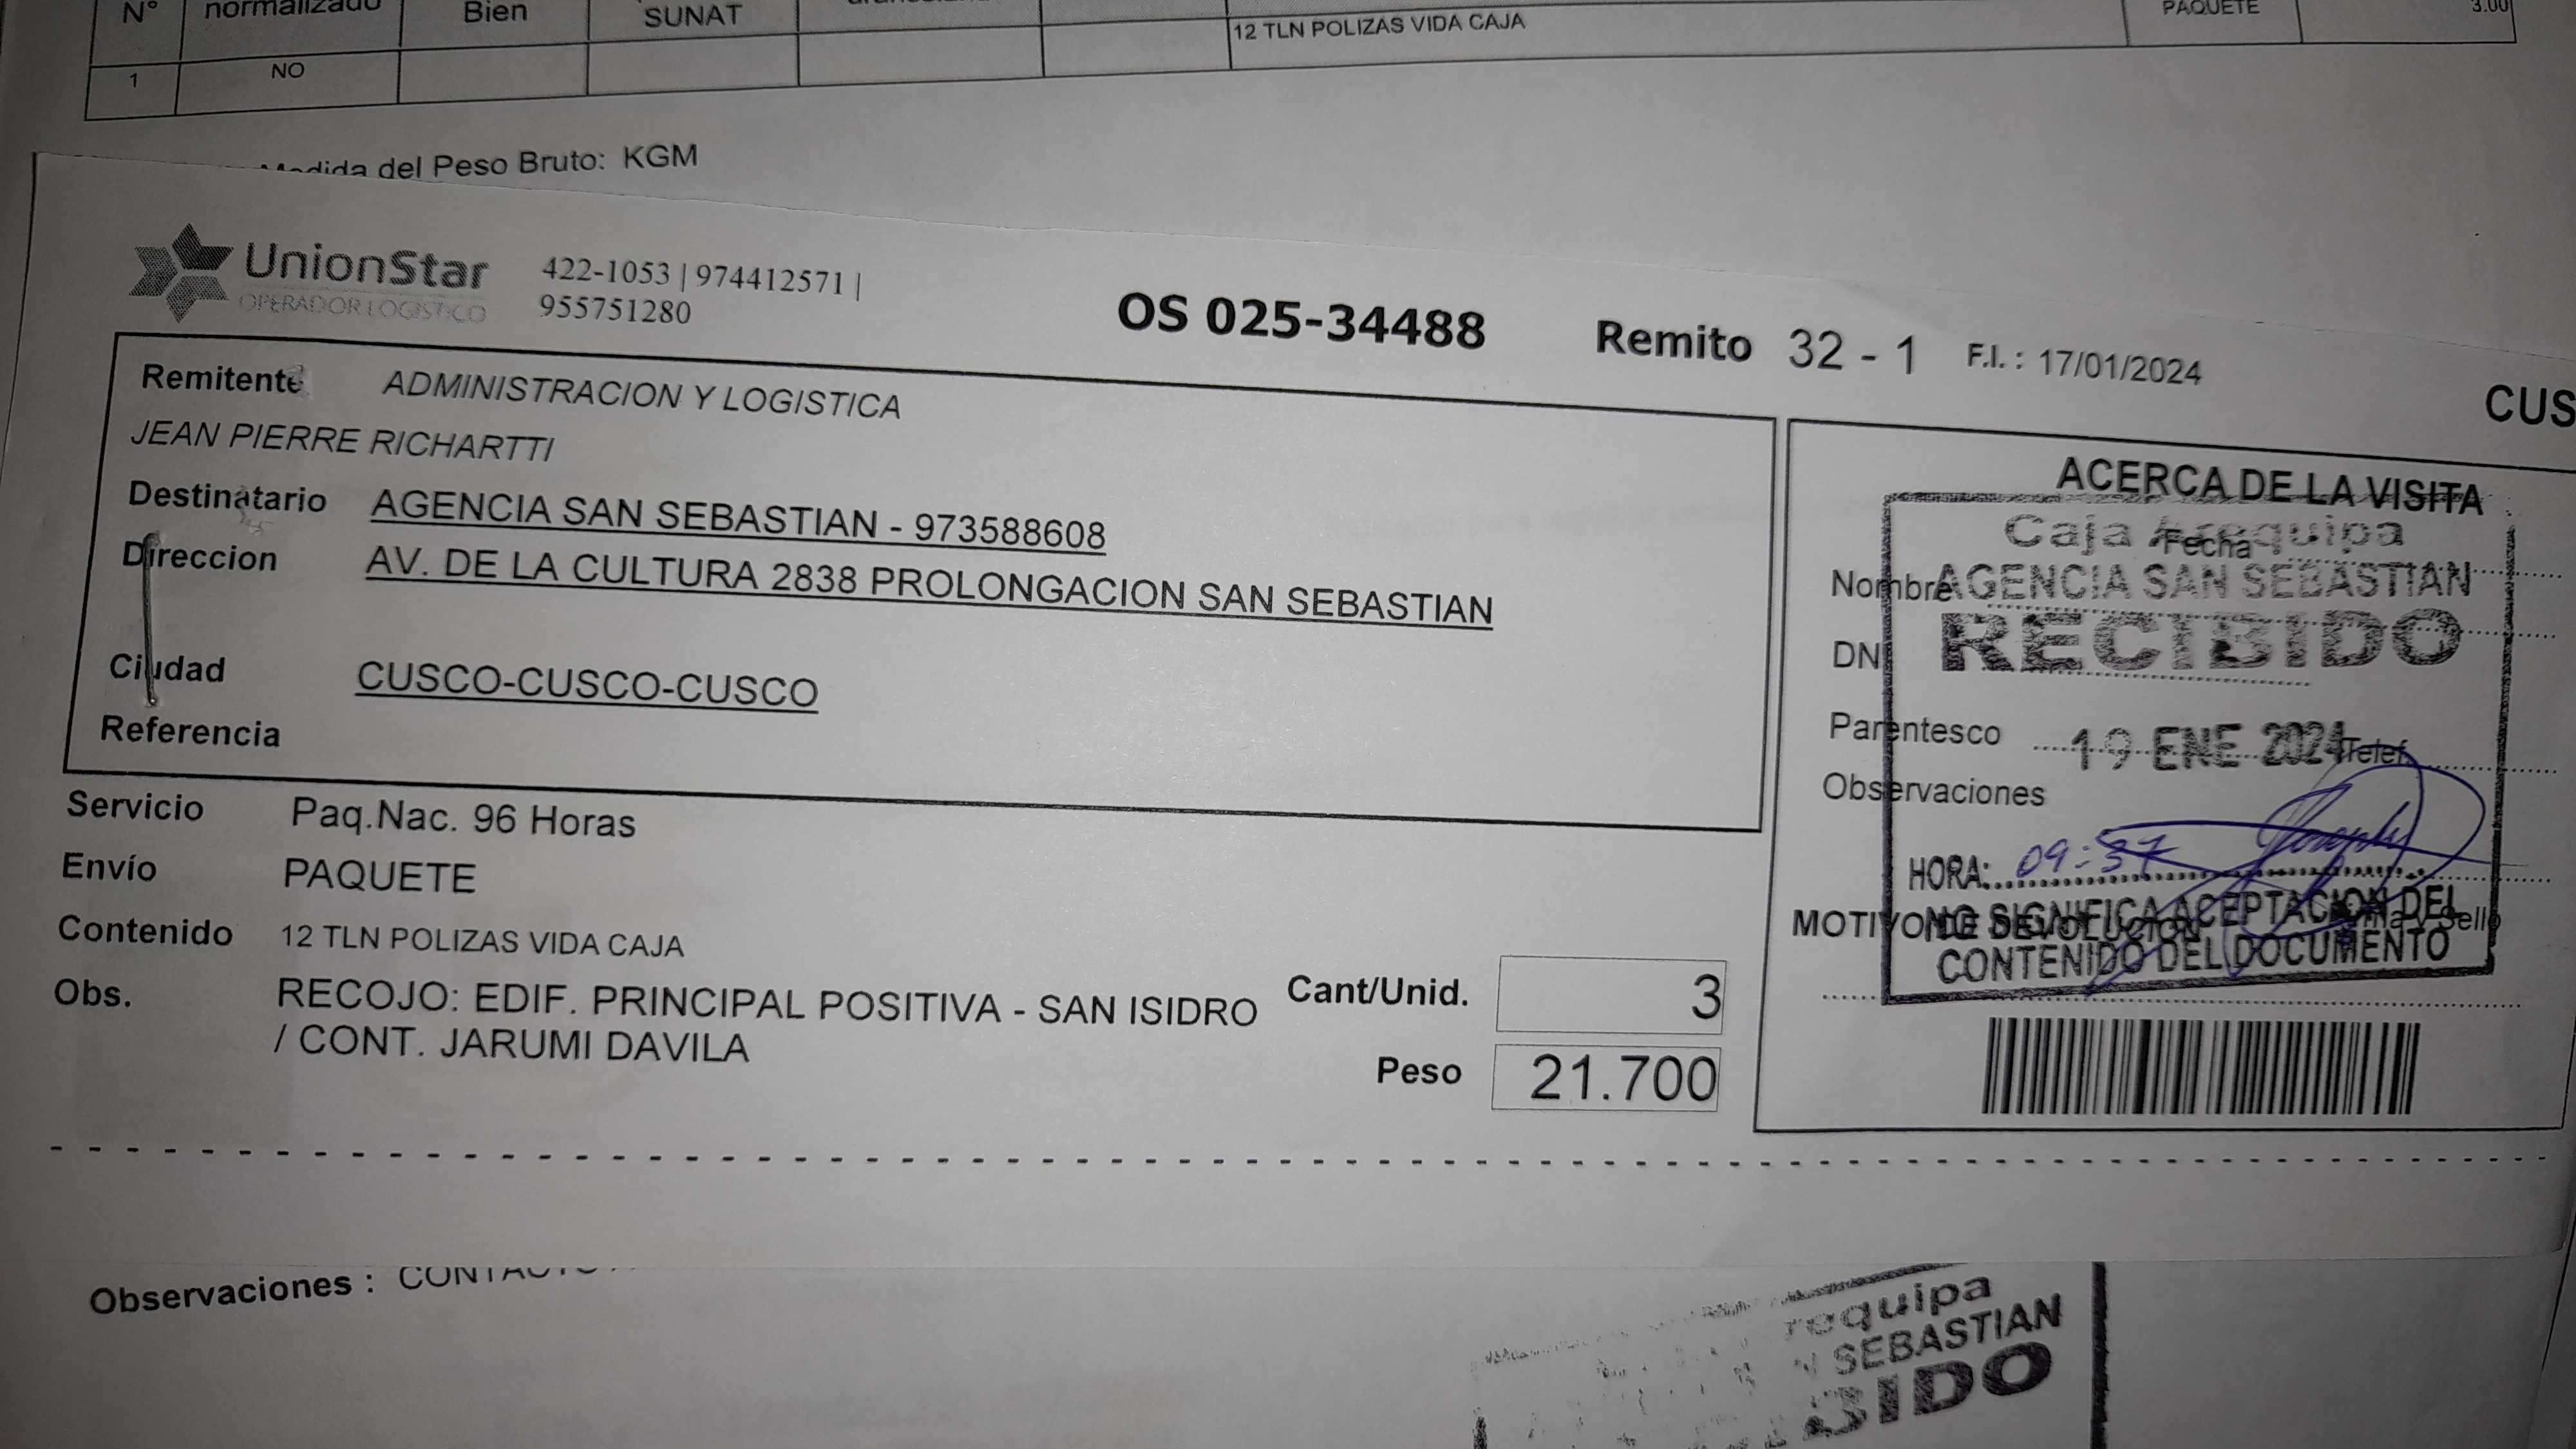 N° normalizado Bien SUNAT PAQUETE 3.00
12 TLN POLIZAS VIDA CAJA
1 NO
del Peso Bruto: KGM
UnionStar
OPERADOR LOGISTICO
422-1053 | 974412571 |
955751280
OS 025-34488 Remito 32 - 1 F.I. : 17/01/2024
CUS
Remitente ADMINISTRACION Y LOGISTICA
JEAN PIERRE RICHARTTI
Destinatario AGENCIA SAN SEBASTIAN - 973588608
Direccion AV. DE LA CULTURA 2838 PROLONGACION SAN SEBASTIAN
Ciudad CUSCO-CUSCO-CUSCO
Referencia
Servicio Paq.Nac. 96 Horas
Envío PAQUETE
Contenido 12 TLN POLIZAS VIDA CAJA
Obs. RECOJO: EDIF. PRINCIPAL POSITIVA - SAN ISIDRO
/ CONT. JARUMI DAVILA
Cant/Unid. 3
Peso 21.700
ACERCA DE LA VISITA
Caja Arequipa
Fecha
Nombre
AGENCIA SAN SEBASTIAN
DNI
RECIBIDO
Parentesco
19 ENE 2024
Telef.
Observaciones
HORA: 09:37
MOTIVO DE DEVOLUCION
NO SIGNIFICA ACEPTACION DEL
Sello
CONTENIDO DEL DOCUMENTO
Observaciones :
requipa
SEBASTIAN
BIDO